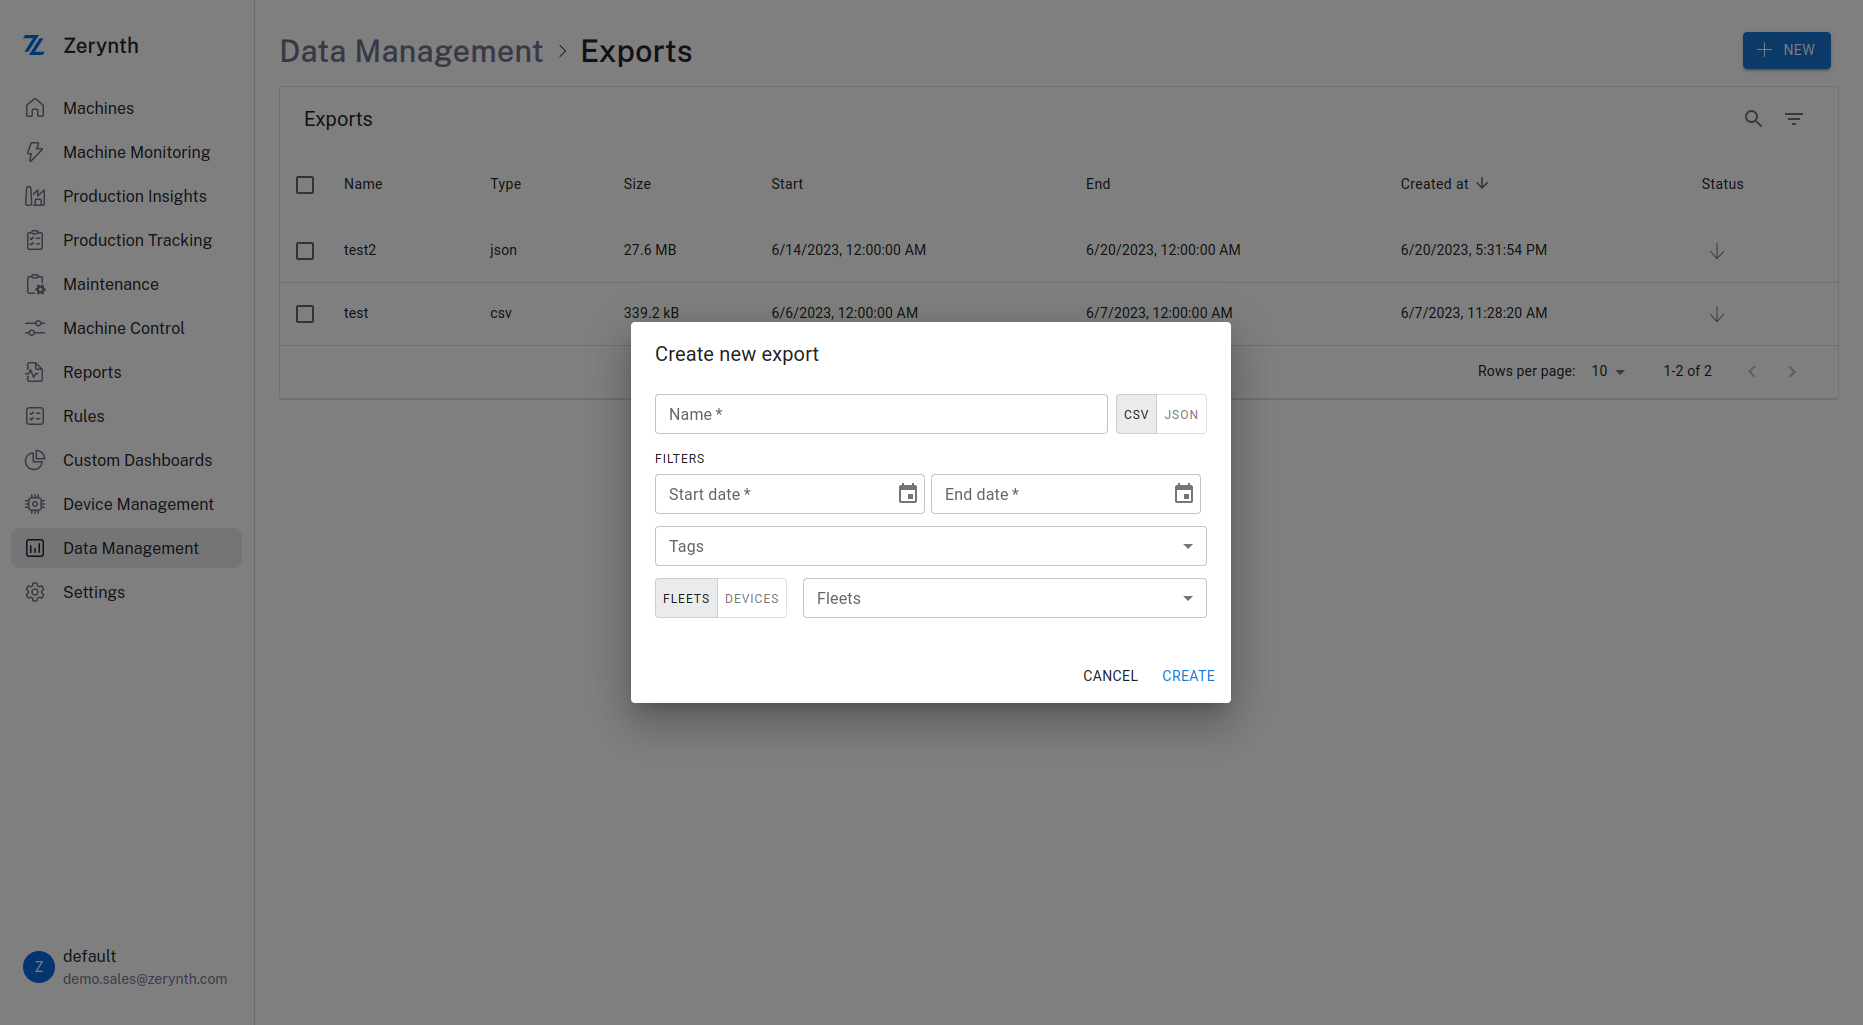 Zerynth
Machines
Machine Monitoring
Production Insights
Production Tracking
Maintenance
Machine Control
Reports
Rules
Custom Dashboards
Device Management
Data Management
Settings
Z default
demo.sales@zerynth.com
Data Management > Exports
NEW
Exports
Name Type Size Start End Created at Status
test2 json 27.6 MB 6/14/2023, 12:00:00 AM 6/20/2023, 12:00:00 AM 6/20/2023, 5:31:54 PM
test csv 339.2 kB 6/6/2023, 12:00:00 AM 6/7/2023, 12:00:00 AM 6/7/2023, 11:28:20 AM
Rows per page: 10 1-2 of 2
Create new export
Name * CSV JSON
FILTERS
Start date * End date *
Tags
FLEETS DEVICES Fleets
CANCEL CREATE